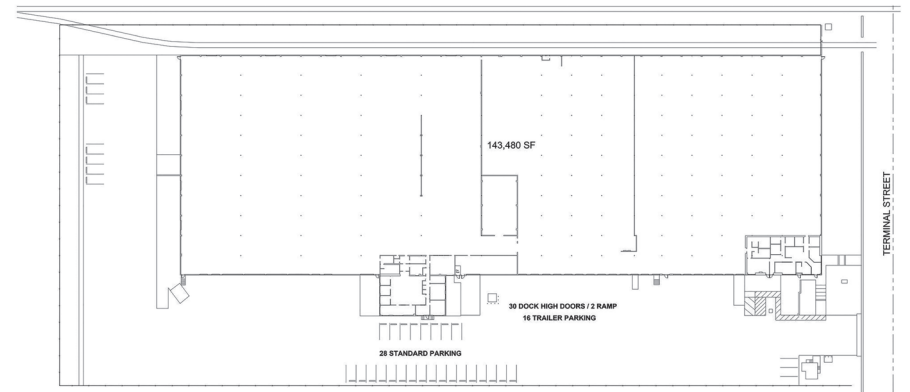 143,480 SF
TERMINAL STREET
30 DOCK HIGH DOORS / 2 RAMP
16 TRAILER PARKING
28 STANDARD PARKING